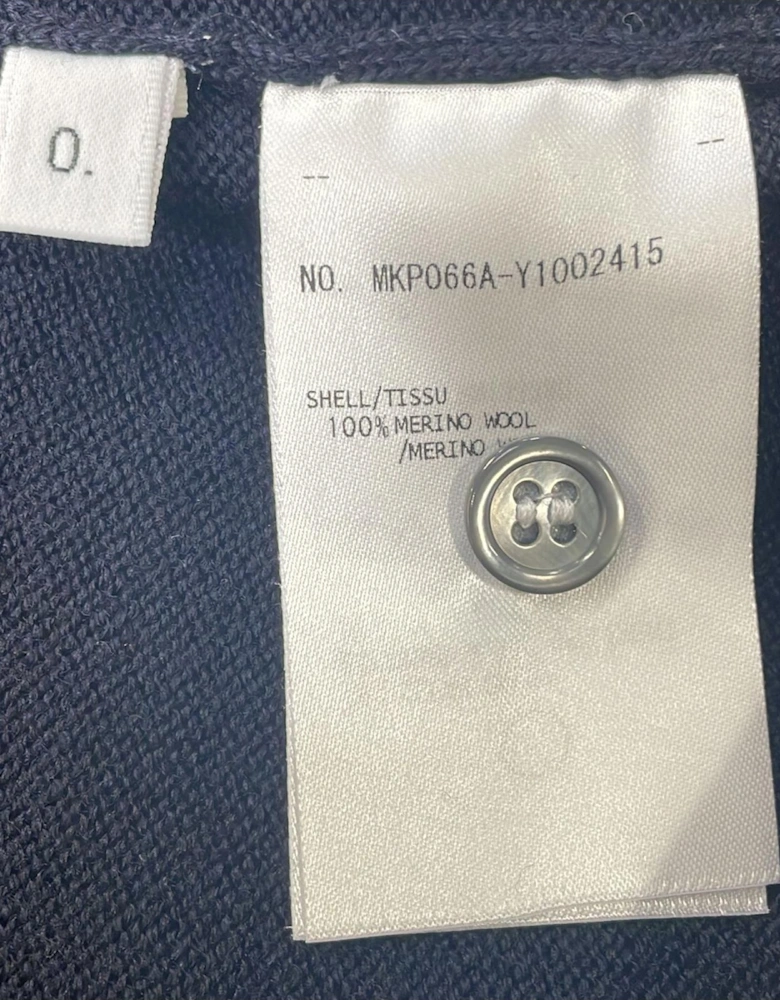 0.
-- --
NO. MKP066A-Y1002415
SHELL/TISSU
100% MERINO WOOL
/MERINO